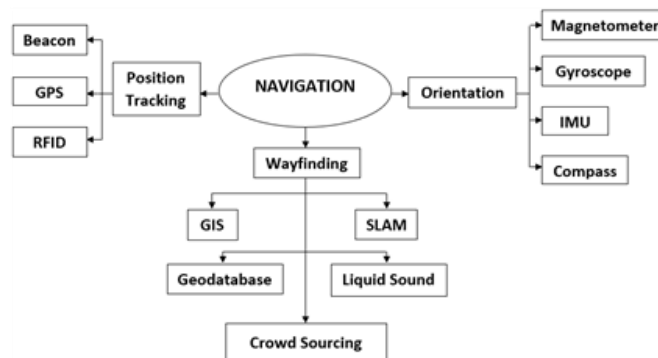 Beacon
GPS
RFID
Position
Tracking
NAVIGATION
Orientation
Magnetometer
Gyroscope
IMU
Compass
Wayfinding
GIS
SLAM
Geodatabase
Liquid Sound
Crowd Sourcing